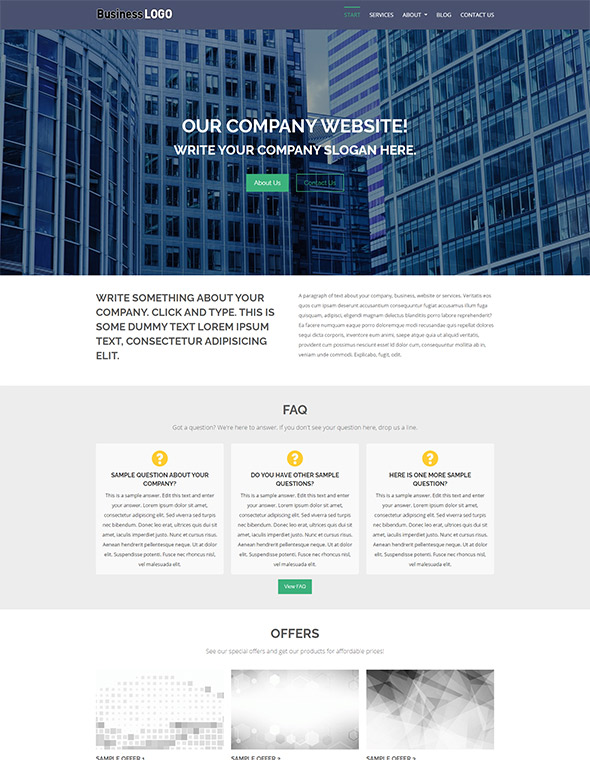 BusinessLOGO
START SERVICES ABOUT BLOG CONTACT US
OUR COMPANY WEBSITE!
WRITE YOUR COMPANY SLOGAN HERE.
About Us Contact Us
WRITE SOMETHING ABOUT YOUR
COMPANY. CLICK AND TYPE. THIS IS
SOME DUMMY TEXT LOREM IPSUM
TEXT, CONSECTETUR ADIPISICING
ELIT.
A paragraph of text about your company, business, website or services. Veritatis eos
quos cum ipsam deserunt accusantium consequuntur fugiat accusamus illum fuga
quisquam, adipisci, eligendi magnam delectus blanditiis porro labore reprehenderit?
Ea facere numquam eaque porro doloremque modi recusandae quis repellat dolores
sequi dicta corporis, inventore eum animi, saepe atque quia ut aliquid veritatis,
provident cum possimus nesciunt esse! Id dolor cum, consequuntur mollitia ab in,
veniam unde commodi. Explicabo, fugit, odit.
FAQ
Got a question? We're here to answer. If you don't see your question here, drop us a line.
SAMPLE QUESTION ABOUT YOUR
COMPANY?
This is a sample answer. Edit this text and enter
your answer. Lorem ipsum dolor sit amet,
consectetur adipiscing elit. Sed viverra sem turpis
nec bibendum. Donec leo erat, ultrices quis dui sit
amet, iaculis imperdiet justo. Nunc et cursus risus.
Aenean hendrerit pellentesque neque. Ut at dolor
elit. Suspendisse potenti. Fusce nec rhoncus nisl,
vel malesuada elit.
DO YOU HAVE OTHER SAMPLE
QUESTIONS?
This is a sample answer. Edit this text and enter
your answer. Lorem ipsum dolor sit amet,
consectetur adipiscing elit. Sed viverra sem turpis
nec bibendum. Donec leo erat, ultrices quis dui sit
amet, iaculis imperdiet justo. Nunc et cursus risus.
Aenean hendrerit pellentesque neque. Ut at dolor
elit. Suspendisse potenti. Fusce nec rhoncus nisl,
vel malesuada elit.
HERE IS ONE MORE SAMPLE
QUESTION?
This is a sample answer. Edit this text and enter
your answer. Lorem ipsum dolor sit amet,
consectetur adipiscing elit. Sed viverra sem turpis
nec bibendum. Donec leo erat, ultrices quis dui sit
amet, iaculis imperdiet justo. Nunc et cursus risus.
Aenean hendrerit pellentesque neque. Ut at dolor
elit. Suspendisse potenti. Fusce nec rhoncus nisl,
vel malesuada elit.
View FAQ
OFFERS
See our special offers and get our products for affordable prices!
SAMPLE OFFER SAMPLE OFFER SAMPLE OFFER